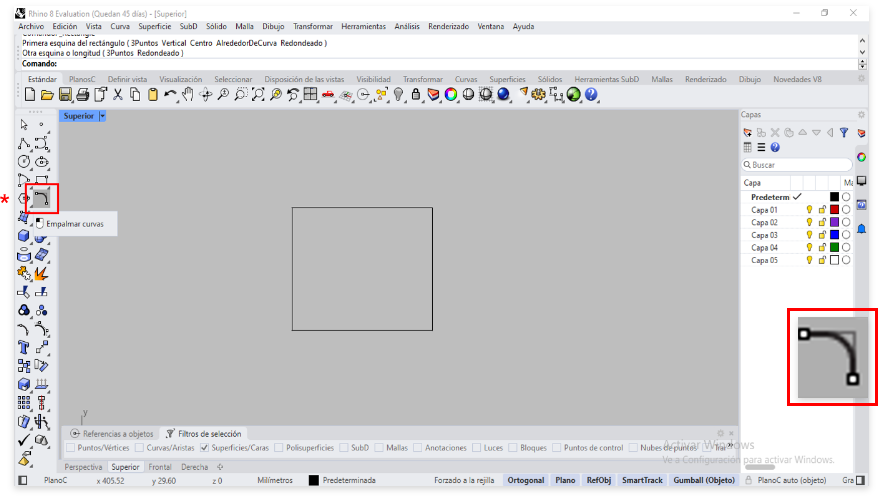 Rhino 8 Evaluation (Quedan 45 días) - [Superior]
Archivo Edición Vista Curva Superficie SubD Sólido Malla Dibujo Transformar Herramientas Análisis Renderizado Ventana Ayuda
Primera esquina del rectángulo ( 3Puntos Vertical Centro AlrededorDeCurva Redondeado )
Otra esquina o longitud ( 3Puntos Redondeado )
Comando:
Estándar PlanosC Definir vista Visualización Seleccionar Disposición de las vistas Visibilidad Transformar Curvas Superficies Sólidos Herramientas SubD Mallas Renderizado Dibujo Novedades V8
Superior
Capas
Buscar
Capa Ma
Predeterm
Capa 01
Capa 02
Capa 03
Capa 04
Capa 05
*
Empalmar curvas
y
Referencias a objetos Filtros de selección
Puntos/Vértices Curvas/Aristas Superficies/Caras Polisuperficies SubD Mallas Anotaciones Luces Bloques Puntos de control Nubes de puntos
Activar Windows
Ve a Configuración para activar Windows.
Perspectiva Superior Frontal Derecha
PlanoC x 405.52 y 29.60 z 0 Milímetros Predeterminada Forzado a la rejilla Ortogonal Plano RefObj SmartTrack Gumball (Objeto) PlanoC auto (objeto) Gra